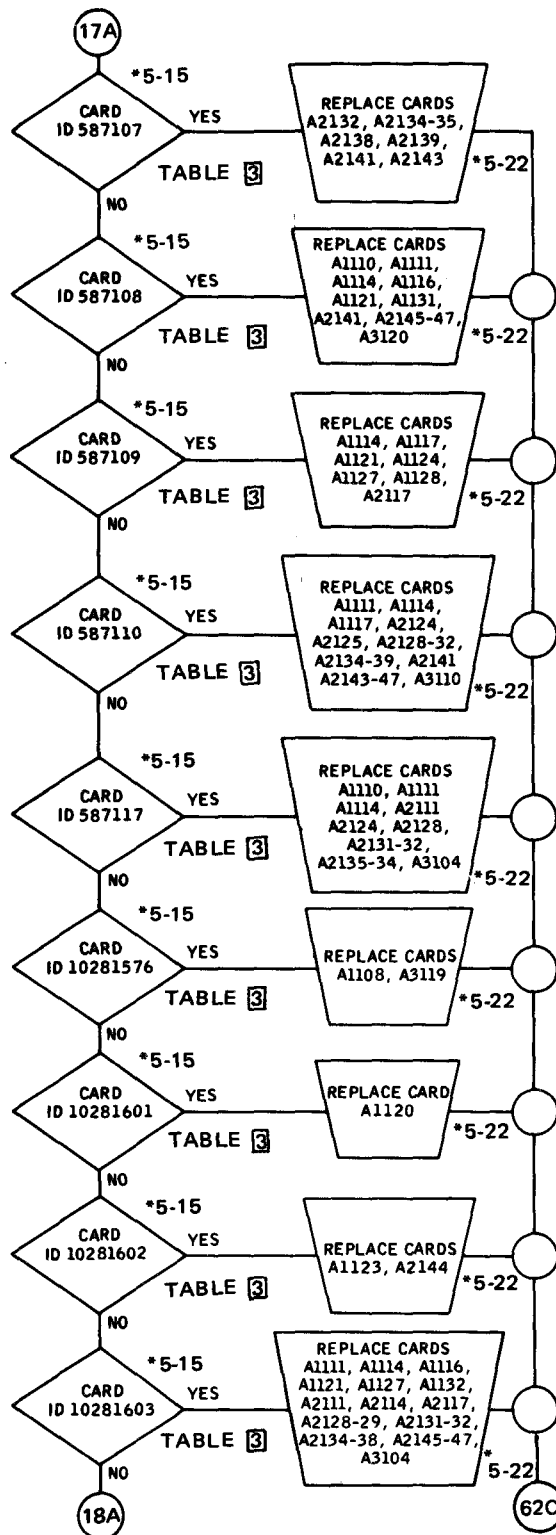 17A
*5-15
CARD
ID 587107
YES
TABLE 3
NO
REPLACE CARDS
A2132, A2134-35,
A2138, A2139,
A2141, A2143
*5-22
*5-15
CARD
ID 587108
YES
TABLE 3
NO
REPLACE CARDS
A1110, A1111,
A1114, A1116,
A1121, A1131,
A2141, A2145-47,
A3120
*5-22
*5-15
CARD
ID 587109
YES
TABLE 3
NO
REPLACE CARDS
A1114, A1117,
A1121, A1124,
A1127, A1128,
A2117
*5-22
*5-15
CARD
ID 587110
YES
TABLE 3
NO
REPLACE CARDS
A1111, A1114,
A1117, A2124,
A2125, A2128-32,
A2134-39, A2141
A2143-47, A3110
*5-22
*5-15
CARD
ID 587117
YES
TABLE 3
NO
REPLACE CARDS
A1110, A1111
A1114, A2111
A2124, A2128,
A2131-32,
A2135-34, A3104
*5-22
*5-15
CARD
ID 10281576
YES
TABLE 3
NO
REPLACE CARDS
A1108, A3119
*5-22
*5-15
CARD
ID 10281601
YES
TABLE 3
NO
REPLACE CARD
A1120
*5-22
*5-15
CARD
ID 10281602
YES
TABLE 3
NO
REPLACE CARDS
A1123, A2144
*5-22
*5-15
CARD
ID 10281603
YES
TABLE 3
NO
REPLACE CARDS
A1111, A1114, A1116,
A1121, A1127, A1132,
A2111, A2114, A2117,
A2128-29, A2131-32,
A2134-38, A2145-47,
A3104
*5-22
18A
62C